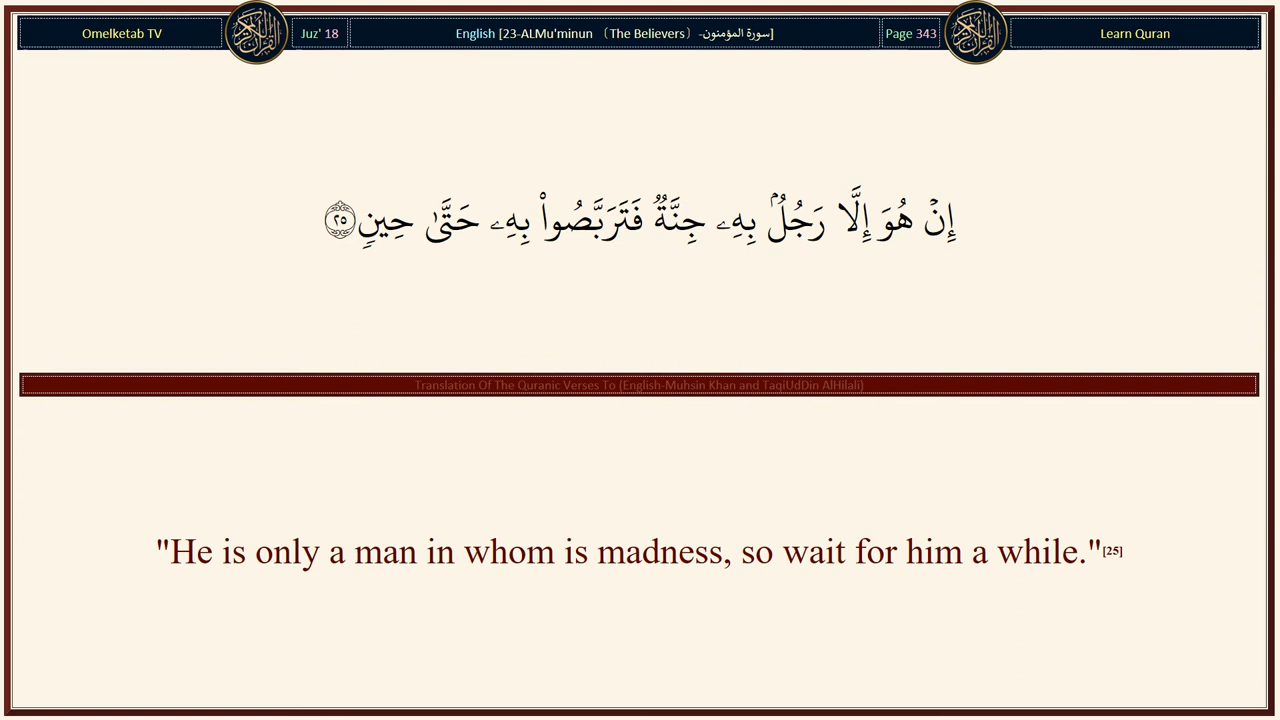 Omelketab TV
Juz' 18
English [23-ALMu'minun （The Believers） -سورة المؤمنون]
Page 343
Learn Quran
إِنۡ هُوَ إِلَّا رَجُلُۢ بِهِۦ جِنَّةٞ فَتَرَبَّصُواْ بِهِۦ حَتَّىٰ حِينٖ ٢٥
Translation Of The Quranic Verses To (English-Muhsin Khan and TaqiUdDin AlHilali)
"He is only a man in whom is madness, so wait for him a while."[25]